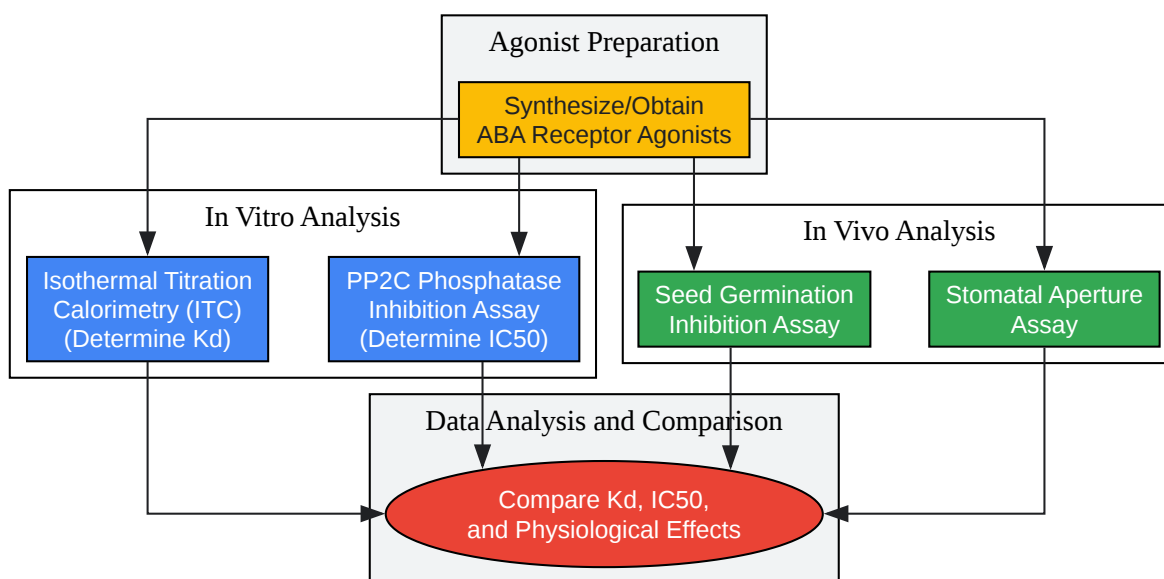 Agonist Preparation
Synthesize/Obtain
ABA Receptor Agonists
In Vitro Analysis
Isothermal Titration
Calorimetry (ITC)
(Determine Kd)
PP2C Phosphatase
Inhibition Assay
(Determine IC50)
In Vivo Analysis
Seed Germination
Inhibition Assay
Stomatal Aperture
Assay
Data Analysis and Comparison
Compare Kd, IC50,
and Physiological Effects